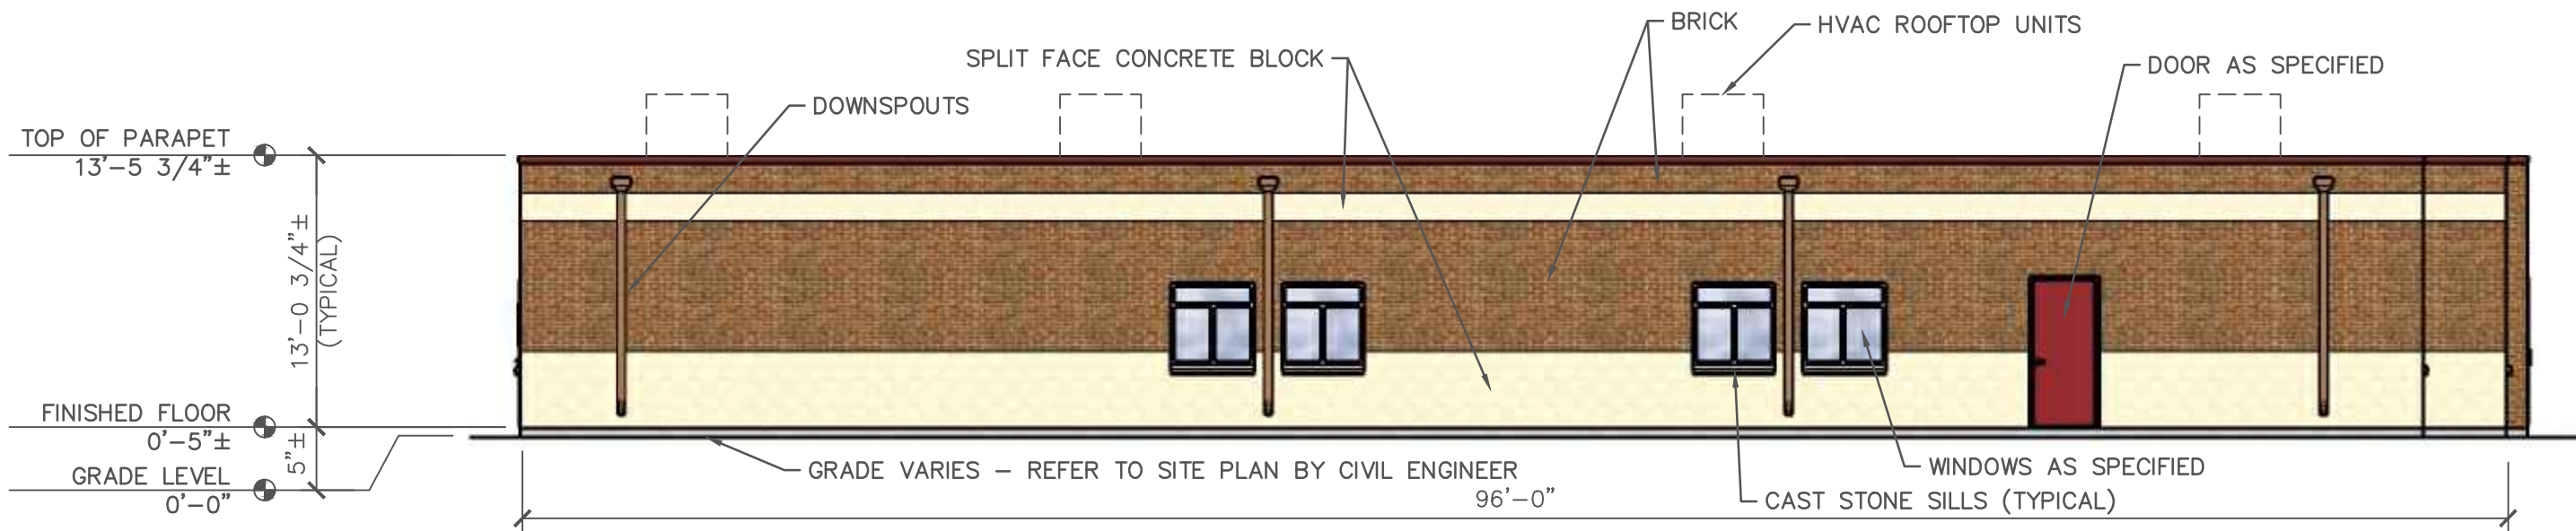 BRICK
HVAC ROOFTOP UNITS
SPLIT FACE CONCRETE BLOCK
DOOR AS SPECIFIED
DOWNSPOUTS
TOP OF PARAPET
13'-5 3/4"±
13'-0 3/4"±
(TYPICAL)
FINISHED FLOOR
0'-5"±
5"±
GRADE LEVEL
0'-0"
GRADE VARIES – REFER TO SITE PLAN BY CIVIL ENGINEER
WINDOWS AS SPECIFIED
96'-0"
CAST STONE SILLS (TYPICAL)